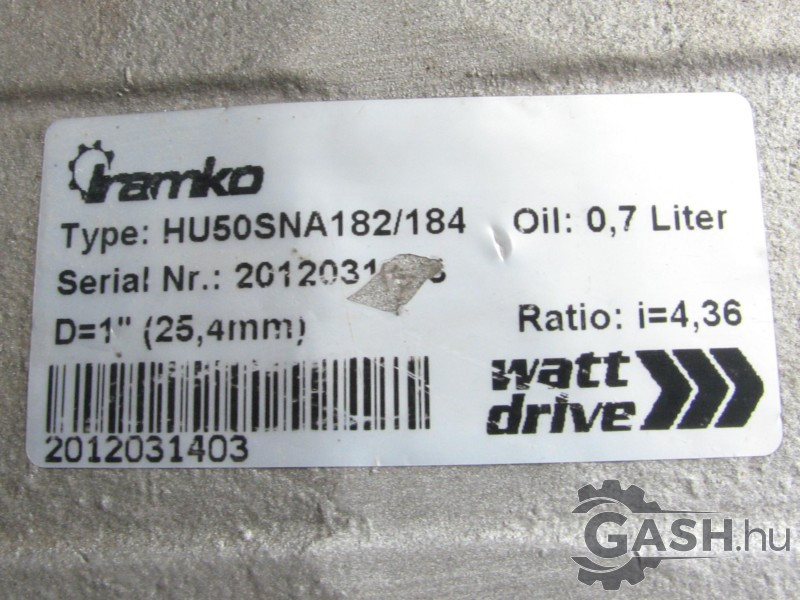 Iramko
Type: HU50SNA182/184 Oil: 0,7 Liter
Serial Nr.:
D=1" (25,4mm) Ratio: i=4,36
watt
drive
2012031403
GASH.hu